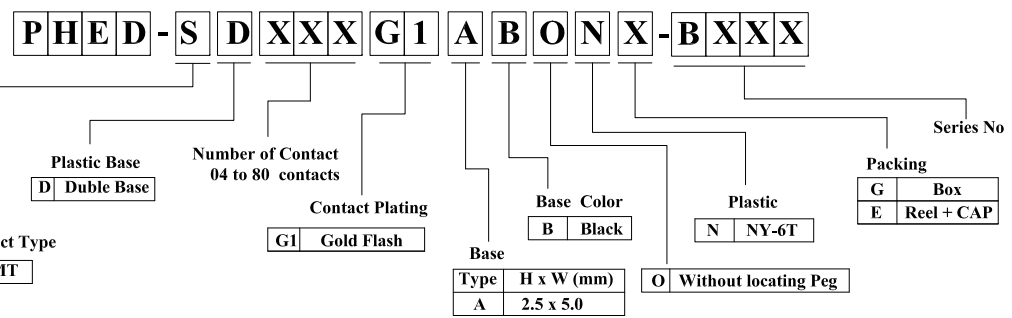 PHED-SDXXXG1ABONX-BXXX
Series No
Plastic Base
D Duble Base
Number of Contact
04 to 80 contacts
Contact Plating
G1 Gold Flash
Base
Type H x W (mm)
A 2.5 x 5.0
Base Color
B Black
O Without locating Peg
Plastic
N NY-6T
Packing
G Box
E Reel + CAP
Type